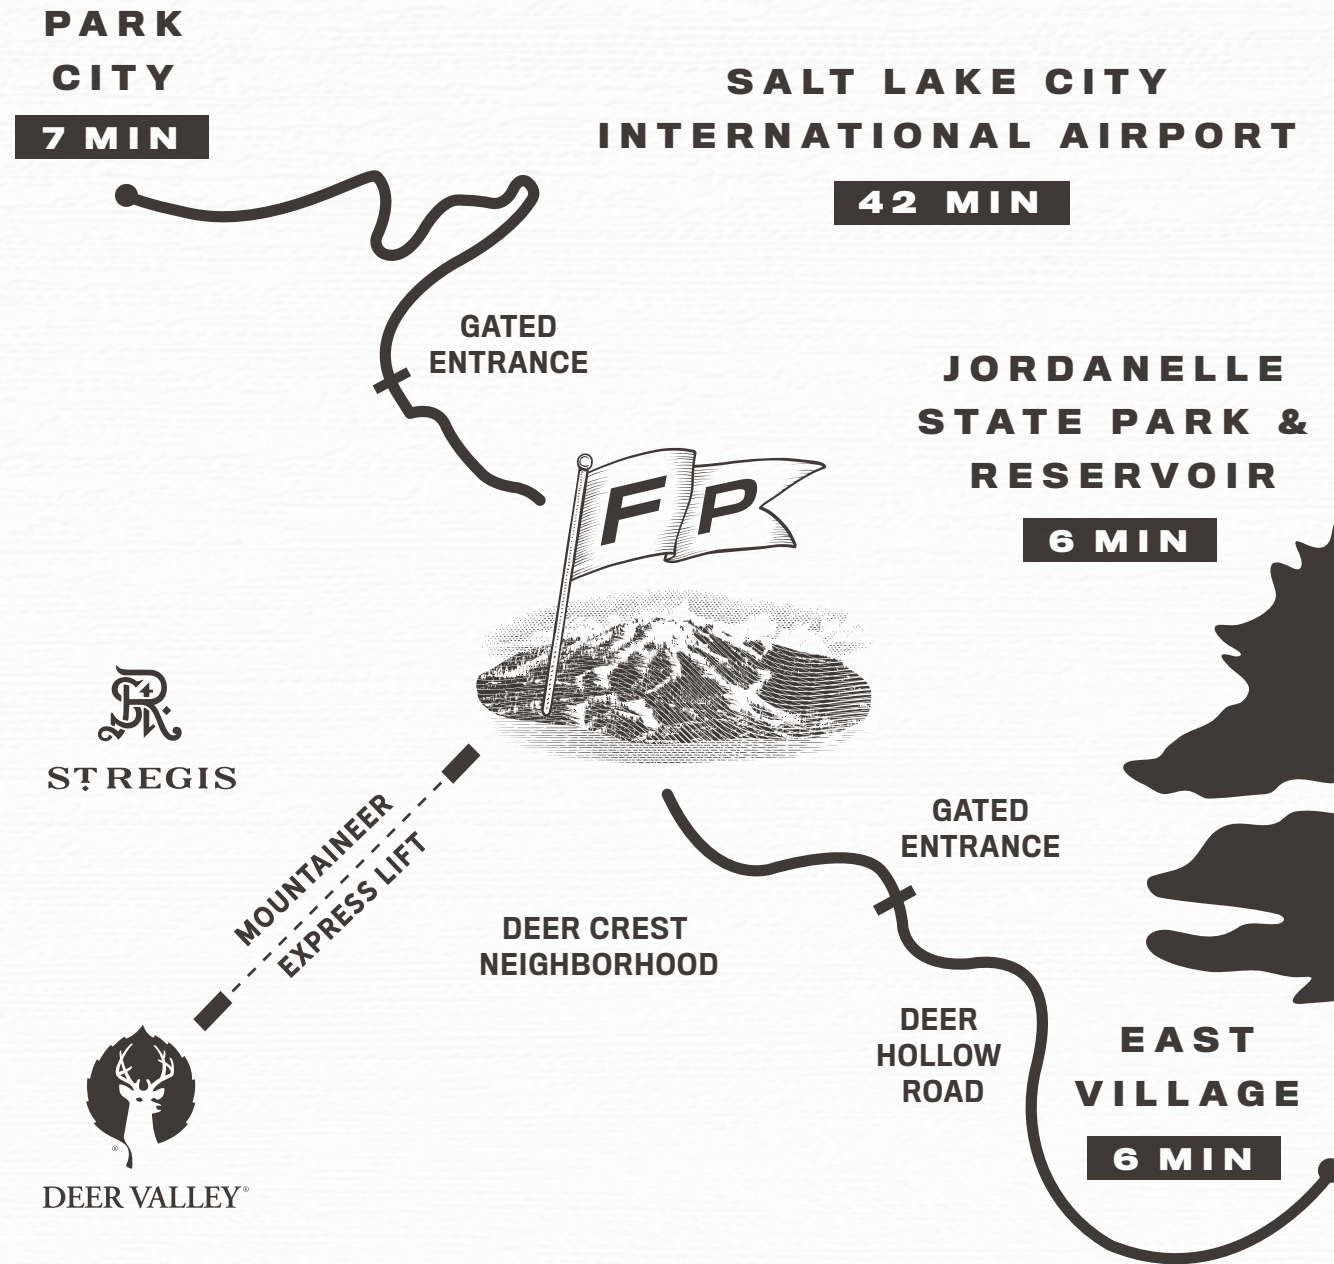 PARK
CITY
7 MIN
SALT LAKE CITY
INTERNATIONAL AIRPORT
42 MIN
GATED
ENTRANCE
JORDANELLE
STATE PARK &
RESERVOIR
6 MIN
F P
ST REGIS
MOUNTAINEER
EXPRESS LIFT
GATED
ENTRANCE
DEER CREST
NEIGHBORHOOD
DEER
HOLLOW
ROAD
EAST
VILLAGE
6 MIN
®
DEER VALLEY®